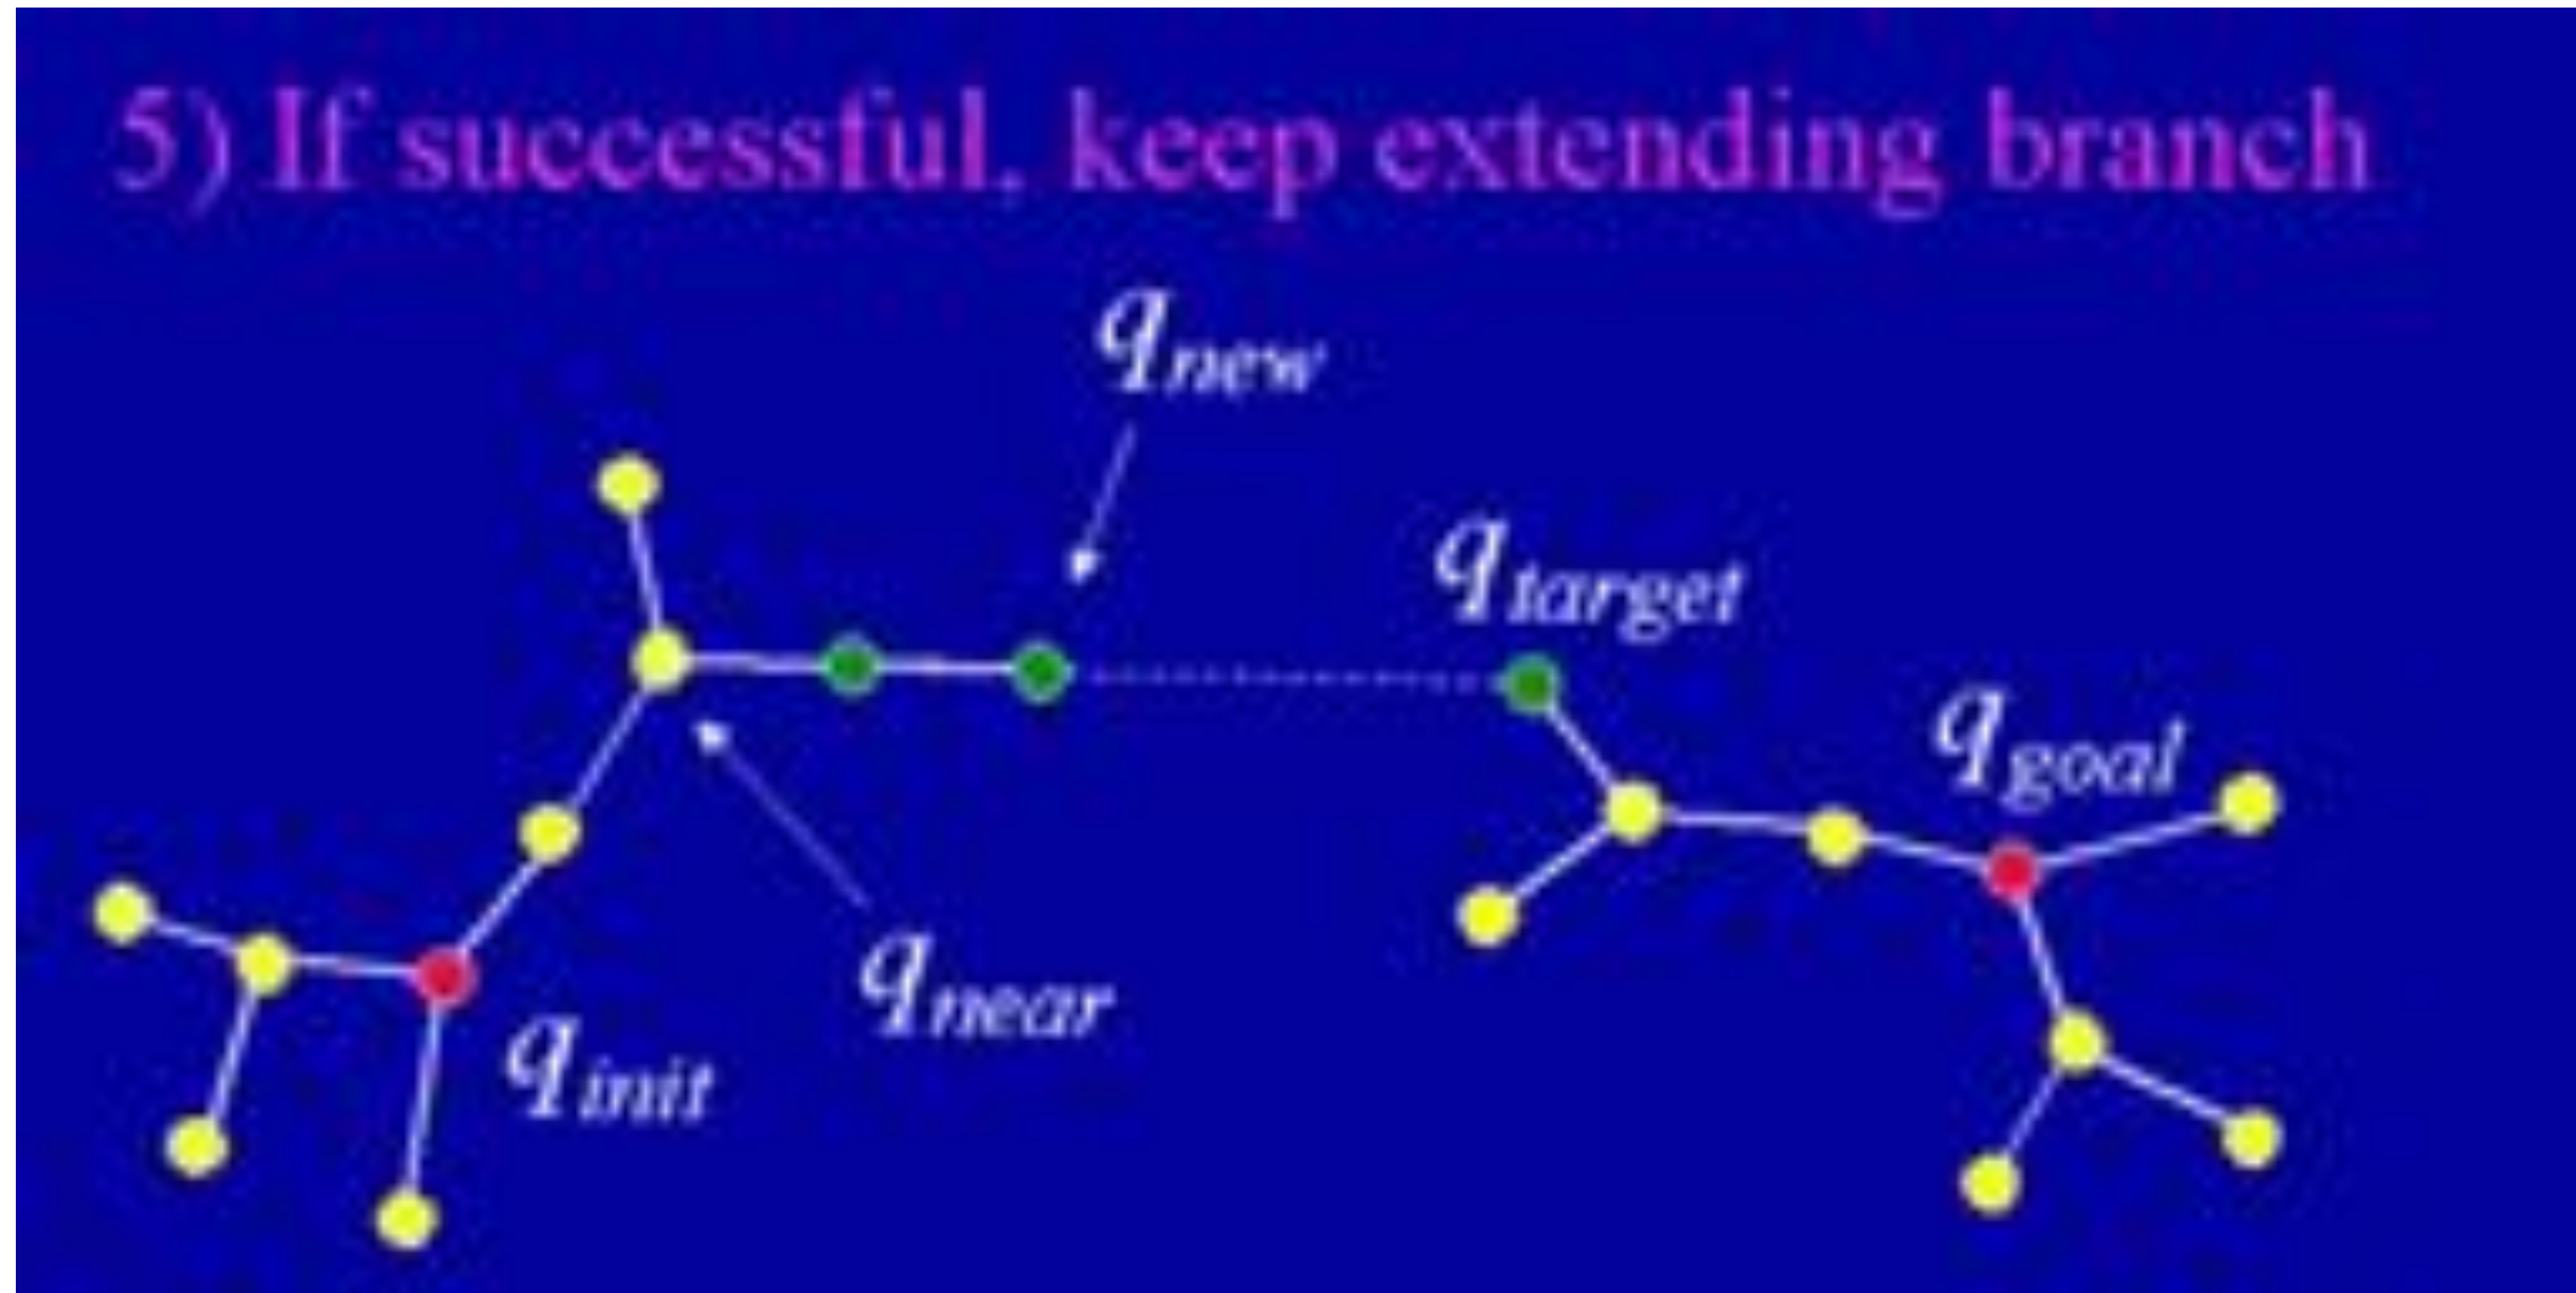 5) If successful, keep extending branch
qnew
qtarget
qgoal
qnear
qinit